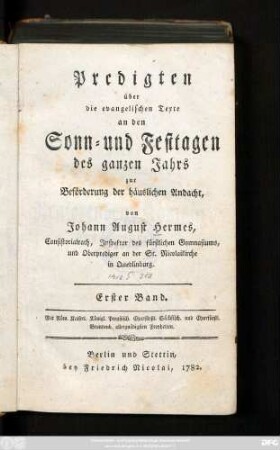 Predigten
über
die evangelischen Texte
an den
Sonn- und Festtagen
des ganzen Jahrs
zur
Beförderung der häuslichen Andacht,
von
Johann August Hermes,
Consistorialrath, Inspektor des fürstlichen Gymnasiums,
und Oberprediger an der St. Nicolaikirche
in Quedlinburg.
Erster Band.
Mit Röm. Kaiserl. Königl. Preußisch. Churfürstl. Sächsisch. und Churfürstl.
Brandenb. allergnädigsten Freyheiten.
Berlin und Stettin,
bey Friedrich Nicolai, 1782.